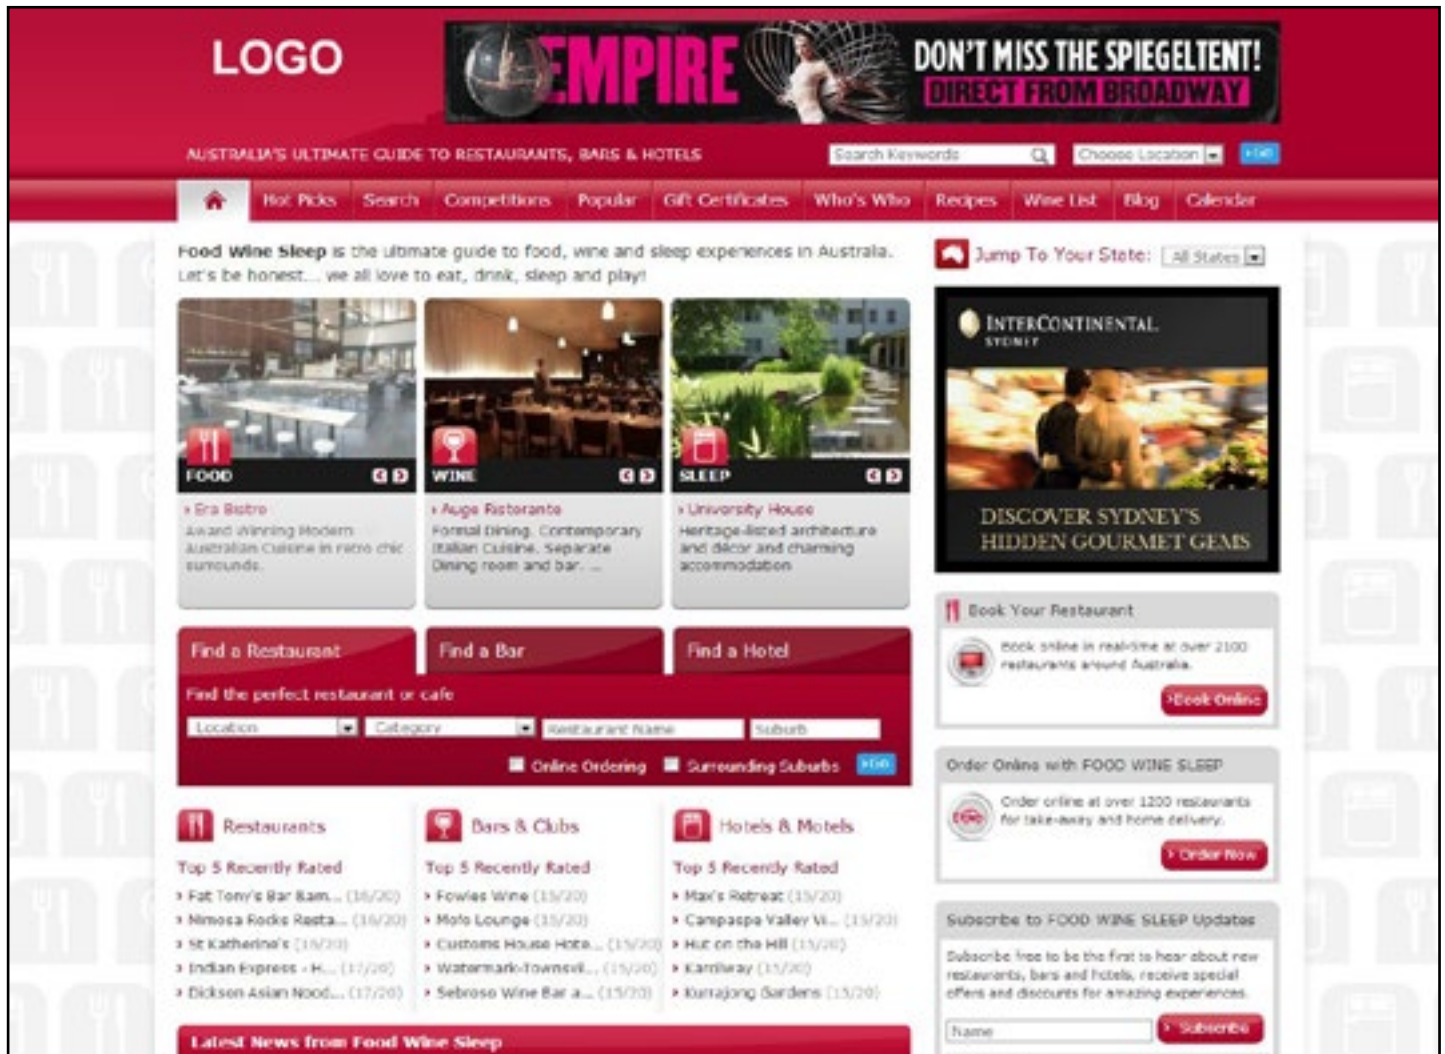 LOGO
EMPIRE
DON'T MISS THE SPIEGELTENT!
DIRECT FROM BROADWAY
AUSTRALIA'S ULTIMATE GUIDE TO RESTAURANTS, BARS & HOTELS
Search Keywords
Choose Location
Go
Hot Picks Search Competitions Popular Gift Certificates Who's Who Recipes Wine List Blog Calendar
Food Wine Sleep is the ultimate guide to food, wine and sleep experiences in Australia.
Let's be honest... we all love to eat, drink, sleep and play!
FOOD
Era Bistro
Award Winning Modern
Australian Cuisine in retro chic
surrounds.
WINE
Auge Ristorante
Formal Dining. Contemporary
Italian Cuisine. Separate
Dining room and bar. ...
SLEEP
University House
Heritage-listed architecture
and décor and charming
accommodation
Find a Restaurant
Find a Bar
Find a Hotel
Find the perfect restaurant or cafe
Location Category Restaurant Name Suburb
Online Ordering Surrounding Suburbs Go
Restaurants
Top 5 Recently Rated
Fat Tony's Bar &am... (16/20)
Nimosa Rocks Resta... (16/20)
St Katherine's (16/20)
Indian Express - H... (17/20)
Dickson Asian Nood... (17/20)
Bars & Clubs
Top 5 Recently Rated
Fowles Wine (15/20)
Mofo Lounge (15/20)
Customs House Hote... (15/20)
Watermark-Townsvil... (15/20)
Sebroso Wine Bar a... (15/20)
Hotels & Motels
Top 5 Recently Rated
Max's Retreat (15/20)
Campaspe Valley Vi... (15/20)
Hut on the Hill (15/20)
Karriway (15/20)
Kurrajong Gardens (15/20)
Latest News from Food Wine Sleep
Jump To Your State: All States
INTERCONTINENTAL.
SYDNEY
DISCOVER SYDNEY'S
HIDDEN GOURMET GEMS
Book Your Restaurant
Book online in real-time at over 2100
restaurants around Australia.
Book Online
Order Online with FOOD WINE SLEEP
Order online at over 1200 restaurants
for take-away and home delivery.
Order Now
Subscribe to FOOD WINE SLEEP Updates
Subscribe free to be the first to hear about new
restaurants, bars and hotels, receive special
offers and discounts for amazing experiences.
Name
Subscribe